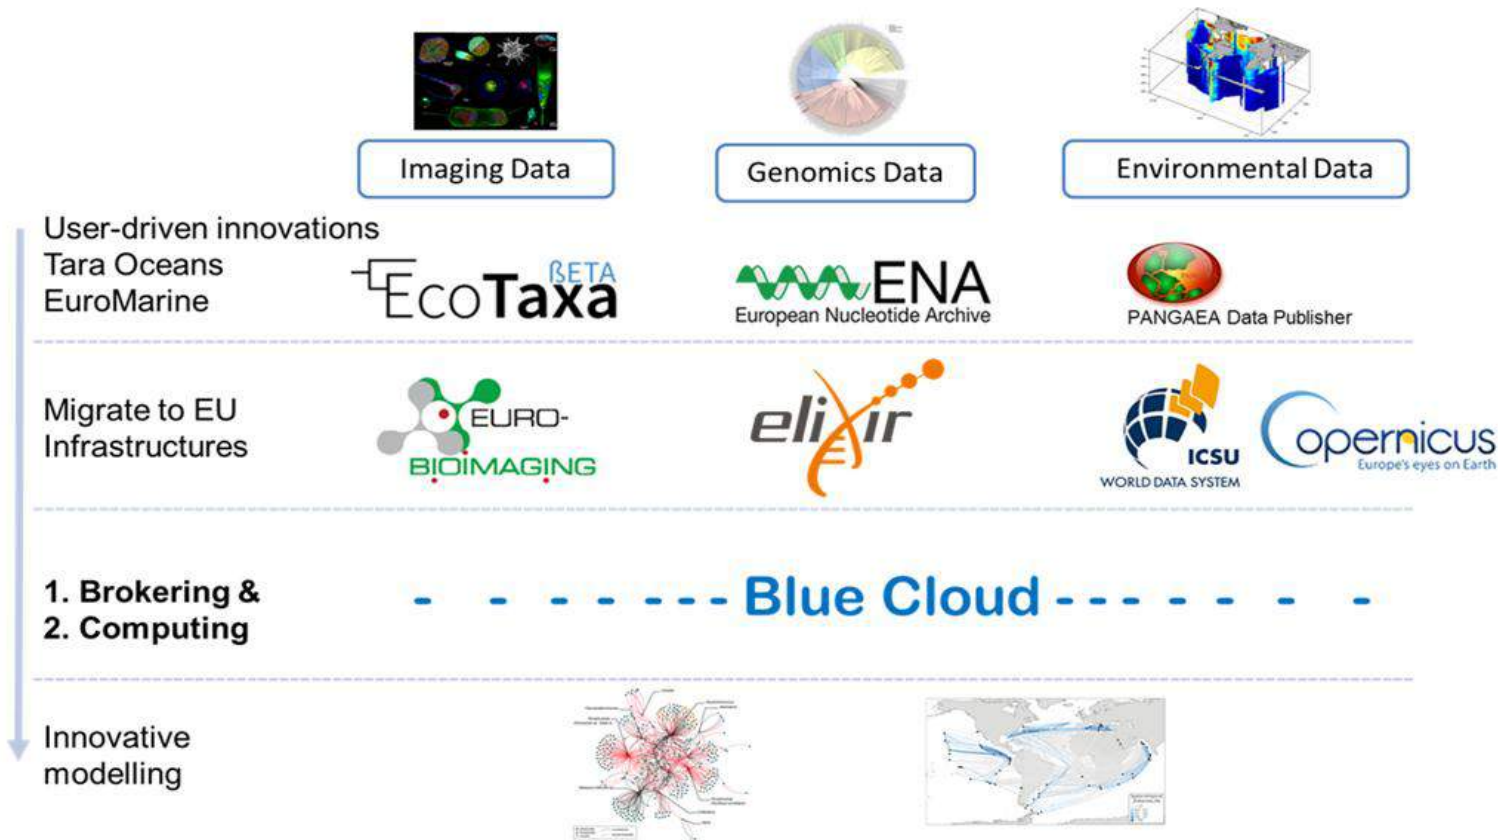 Imaging Data
Genomics Data
Environmental Data
User-driven innovations
Tara Oceans
EuroMarine
EcoTaxa
ßETA
ENA
European Nucleotide Archive
PANGAEA Data Publisher
Migrate to EU
Infrastructures
EURO-
BIOIMAGING
elixir
ICSU
WORLD DATA SYSTEM
Copernicus
Europe's eyes on Earth
1. Brokering &
2. Computing
Blue Cloud
Innovative
modelling